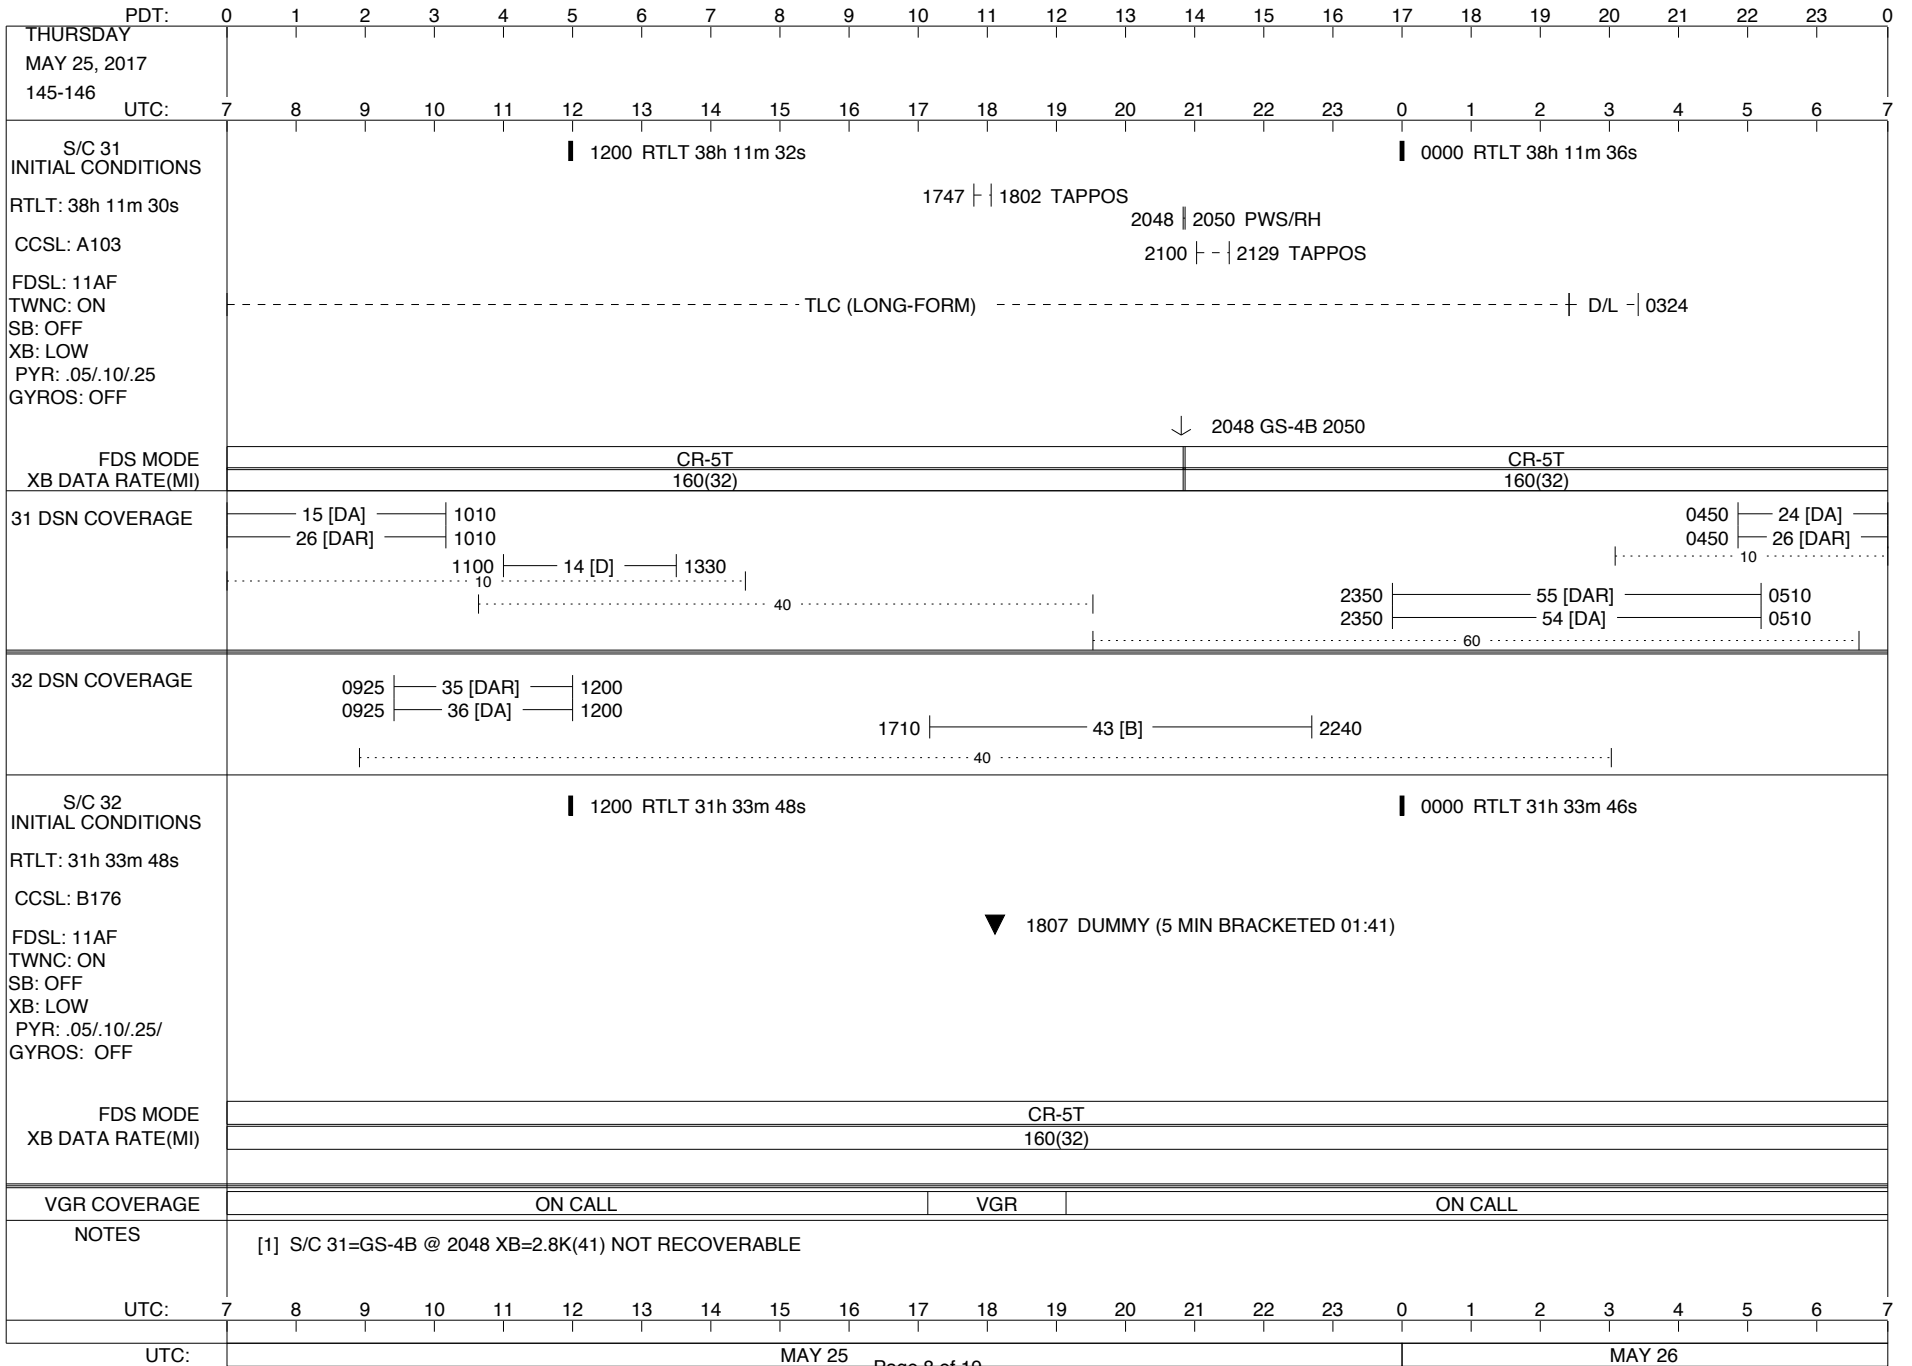 PDT: 0 1 2 3 4 5 6 7 8 9 10 11 12 13 14 15 16 17 18 19 20 21 22 23 0
THURSDAY
MAY 25, 2017
145-146
UTC: 7 8 9 10 11 12 13 14 15 16 17 18 19 20 21 22 23 0 1 2 3 4 5 6 7
S/C 31
INITIAL CONDITIONS
1200 RTLT 38h 11m 32s
0000 RTLT 38h 11m 36s
RTLT: 38h 11m 30s
1747 1802 TAPPOS
2048 2050 PWS/RH
CCSL: A103
2100 2129 TAPPOS
FDSL: 11AF
TWNC: ON
TLC (LONG-FORM) D/L 0324
SB: OFF
XB: LOW
PYR: .05/.10/.25
GYROS: OFF
2048 GS-4B 2050
FDS MODE CR-5T CR-5T
XB DATA RATE(MI) 160(32) 160(32)
31 DSN COVERAGE
15 [DA] 1010 0450 24 [DA]
26 [DAR] 1010 0450 26 [DAR]
10
1100 14 [D] 1330
10
40
2350 55 [DAR] 0510
2350 54 [DA] 0510
60
32 DSN COVERAGE
0925 35 [DAR] 1200
0925 36 [DA] 1200
1710 43 [B] 2240
40
S/C 32
INITIAL CONDITIONS
1200 RTLT 31h 33m 48s
0000 RTLT 31h 33m 46s
RTLT: 31h 33m 48s
CCSL: B176
1807 DUMMY (5 MIN BRACKETED 01:41)
FDSL: 11AF
TWNC: ON
SB: OFF
XB: LOW
PYR: .05/.10/.25/
GYROS: OFF
FDS MODE CR-5T
XB DATA RATE(MI) 160(32)
VGR COVERAGE ON CALL VGR ON CALL
NOTES
[1] S/C 31=GS-4B @ 2048 XB=2.8K(41) NOT RECOVERABLE
UTC: 7 8 9 10 11 12 13 14 15 16 17 18 19 20 21 22 23 0 1 2 3 4 5 6 7
UTC: MAY 25 MAY 26
Page 8 of 19